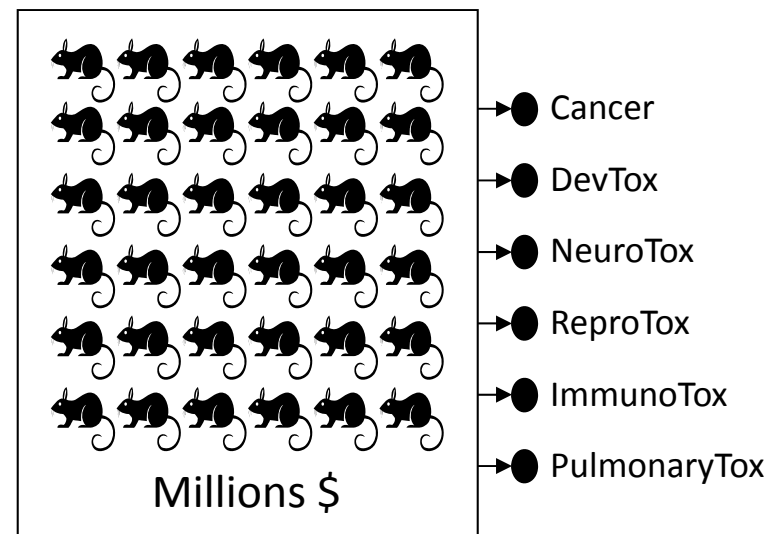 Cancer
DevTox
NeuroTox
ReproTox
ImmunoTox
PulmonaryTox
Millions $